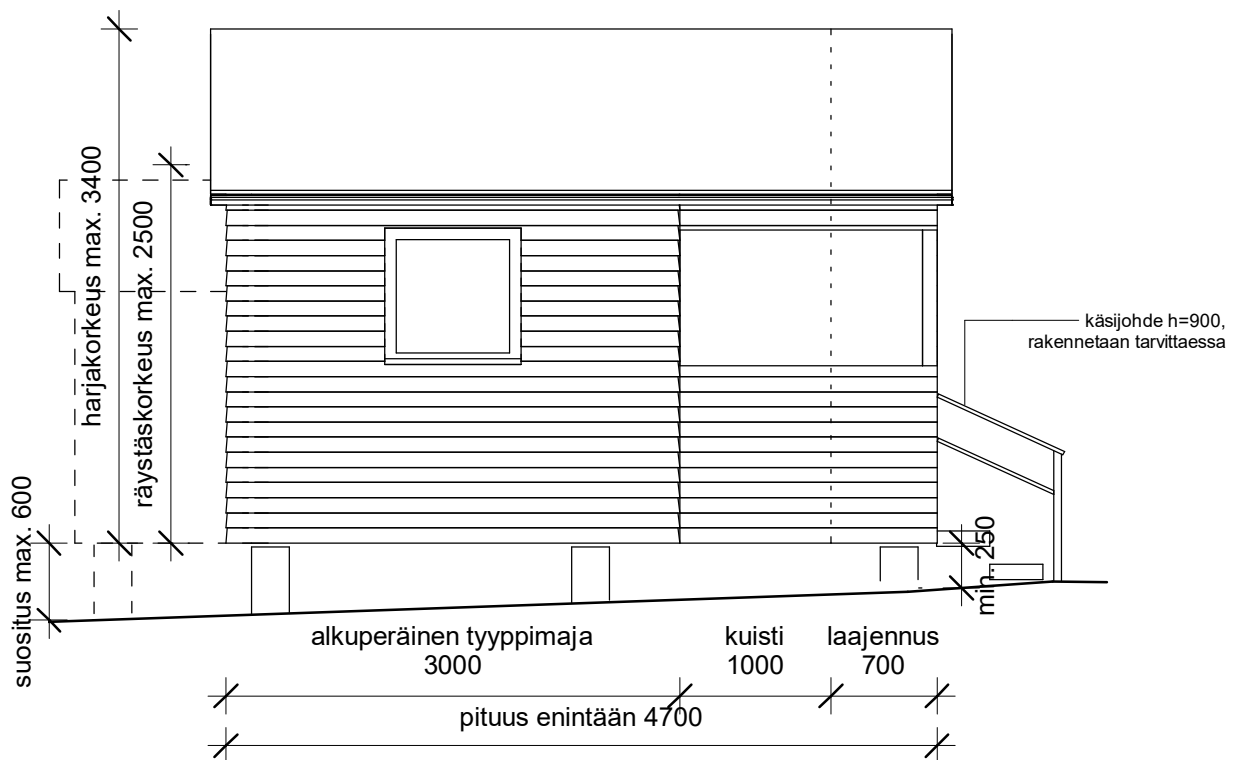 harjakorkeus max. 3400
räystäskorkeus max. 2500
suositus max. 600
käsijohde h=900,
rakennetaan tarvittaessa
min. 250
alkuperäinen tyyppimaja
3000
kuisti
1000
laajennus
700
pituus enintään 4700